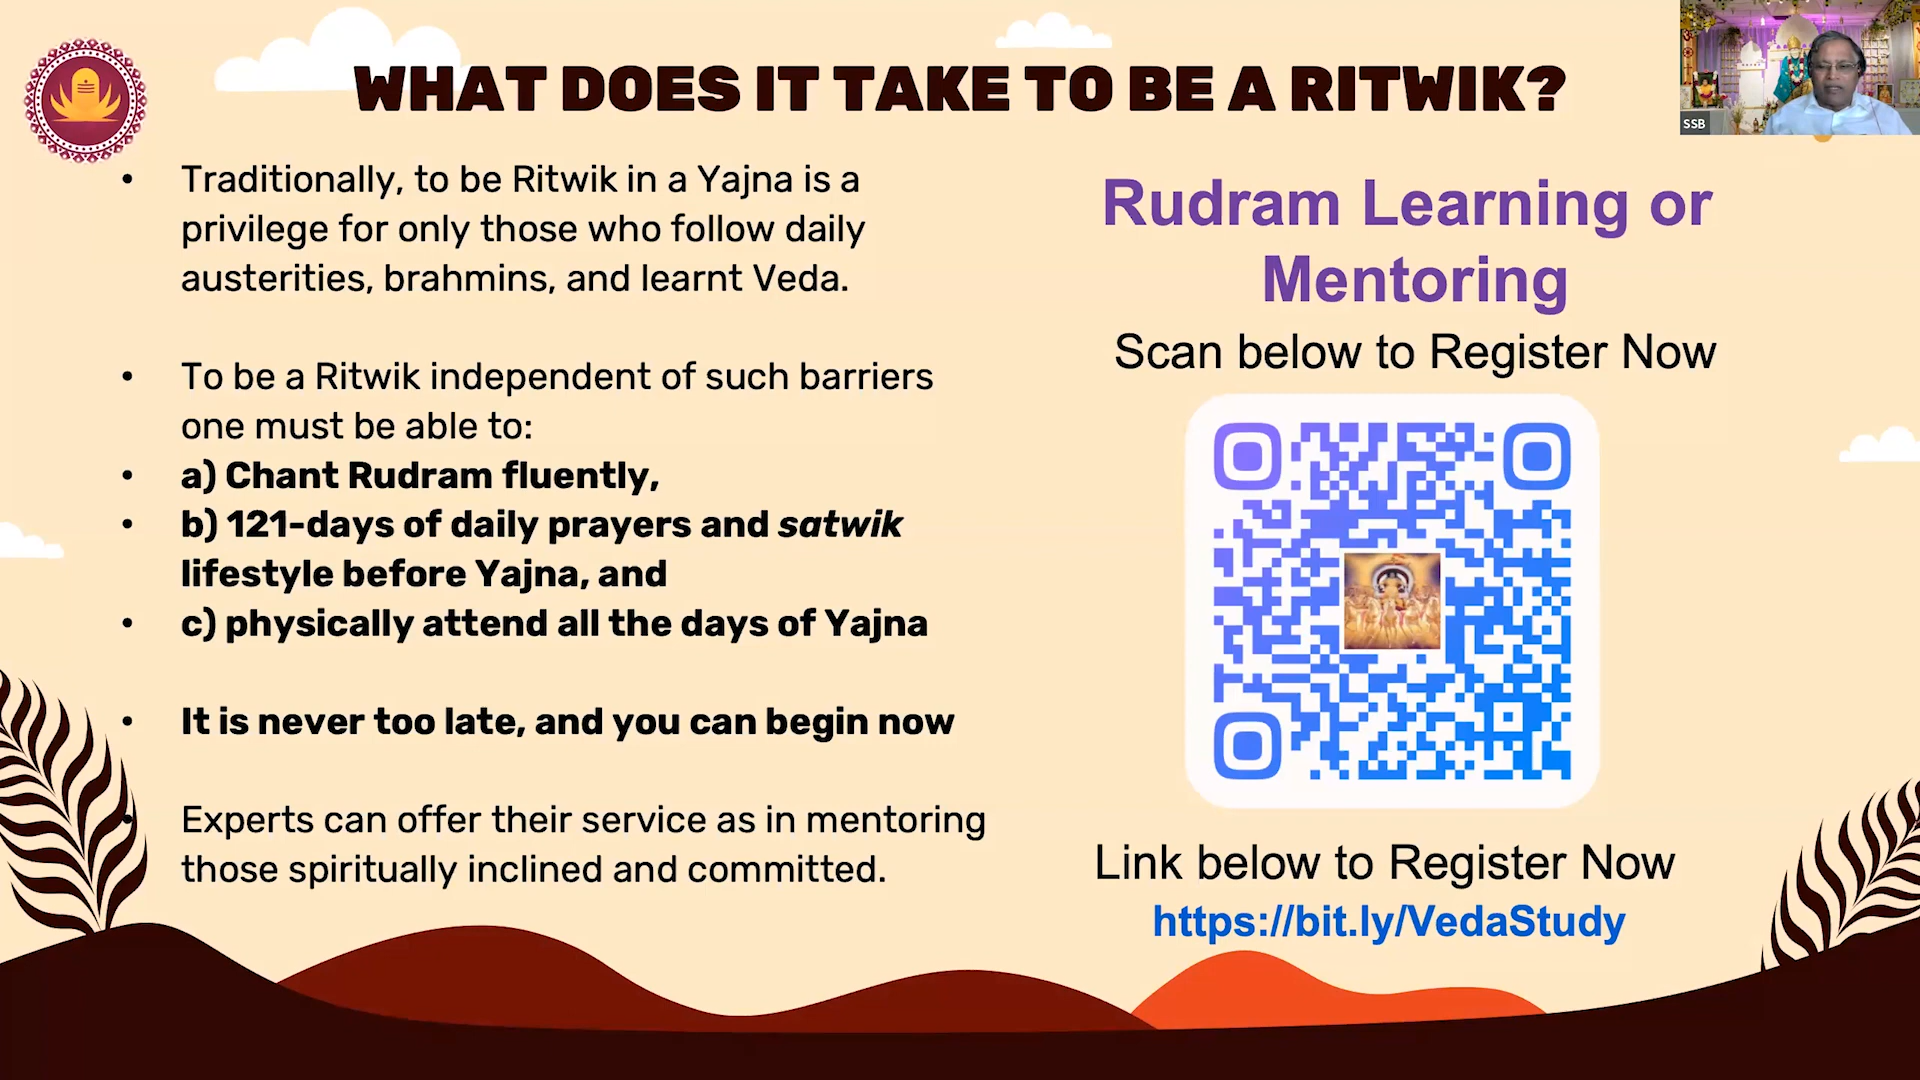 WHAT DOES IT TAKE TO BE A RITWIK?
SSB
• Traditionally, to be Ritwik in a Yajna is a
privilege for only those who follow daily
austerities, brahmins, and learnt Veda.
• To be a Ritwik independent of such barriers
one must be able to:
• a) Chant Rudram fluently,
• b) 121-days of daily prayers and satwik
lifestyle before Yajna, and
• c) physically attend all the days of Yajna
• It is never too late, and you can begin now
• Experts can offer their service as in mentoring
those spiritually inclined and committed.
Rudram Learning or
Mentoring
Scan below to Register Now
Link below to Register Now
https://bit.ly/VedaStudy